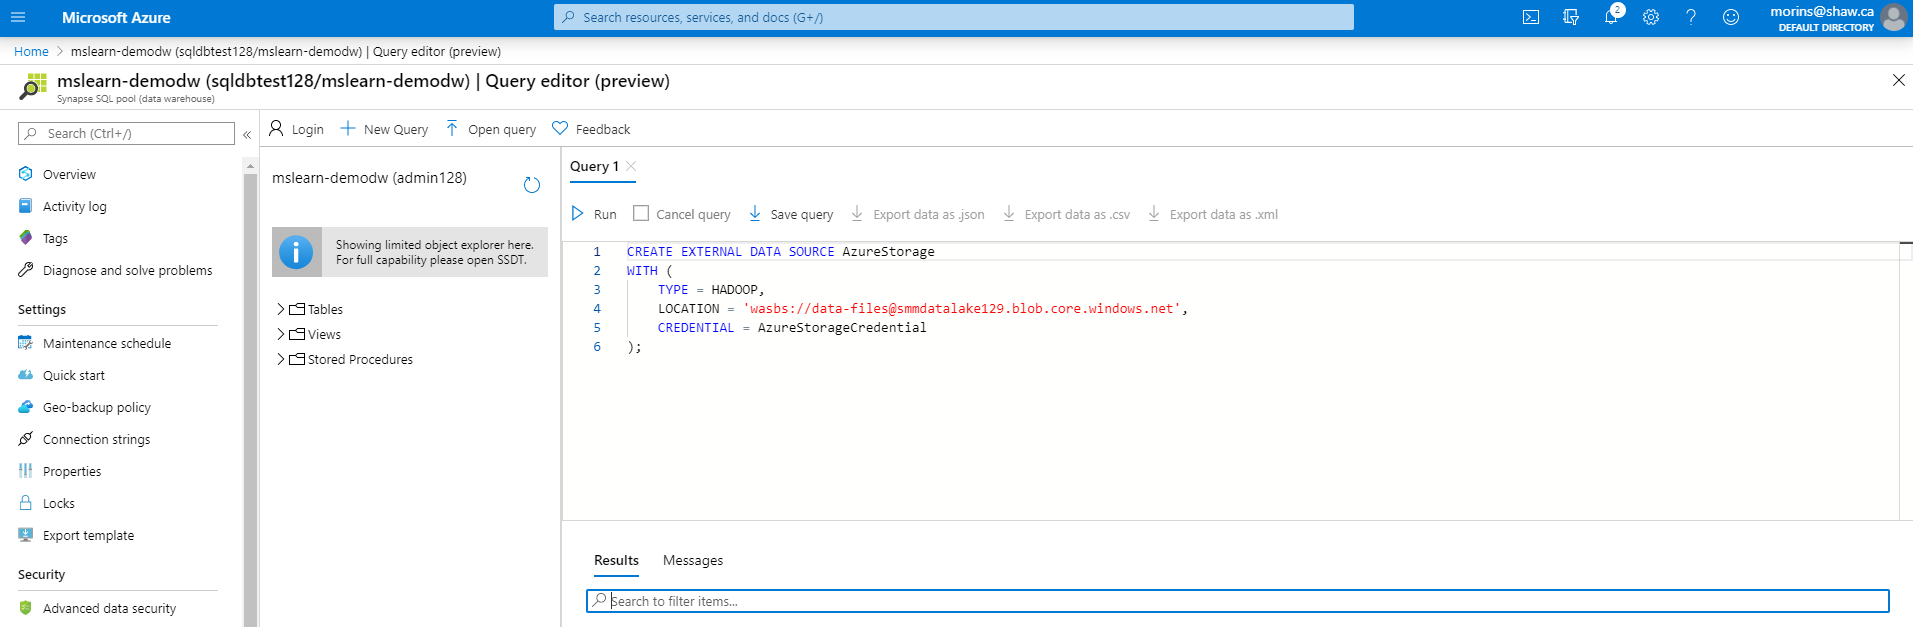 Microsoft Azure
Search resources, services, and docs (G+/)
2
morins@shaw.ca
DEFAULT DIRECTORY
Home > mslearn-demodw (sqldbtest128/mslearn-demodw) | Query editor (preview)
mslearn-demodw (sqldbtest128/mslearn-demodw) | Query editor (preview)
Synapse SQL pool (data warehouse)
Search (Ctrl+/)
Overview
Activity log
Tags
Diagnose and solve problems
Settings
Maintenance schedule
Quick start
Geo-backup policy
Connection strings
Properties
Locks
Export template
Security
Advanced data security
Login
New Query
Open query
Feedback
mslearn-demodw (admin128)
Showing limited object explorer here.
For full capability please open SSDT.
Tables
Views
Stored Procedures
Query 1
Run
Cancel query
Save query
Export data as .json
Export data as .csv
Export data as .xml
1 CREATE EXTERNAL DATA SOURCE AzureStorage
2 WITH (
3 TYPE = HADOOP,
4 LOCATION = 'wasbs://data-files@smmdatalake129.blob.core.windows.net',
5 CREDENTIAL = AzureStorageCredential
6 );
Results
Messages
Search to filter items...